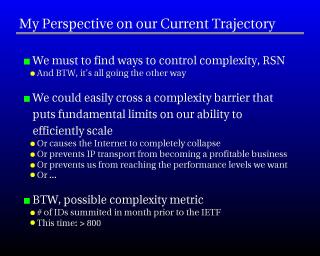 My Perspective on our Current Trajectory
We must to find ways to control complexity, RSN
And BTW, it's all going the other way
We could easily cross a complexity barrier that
puts fundamental limits on our ability to
efficiently scale
Or causes the Internet to completely collapse
Or prevents IP transport from becoming a profitable business
Or prevents us from reaching the performance levels we want
Or ...
BTW, possible complexity metric
# of IDs summited in month prior to the IETF
This time: > 800